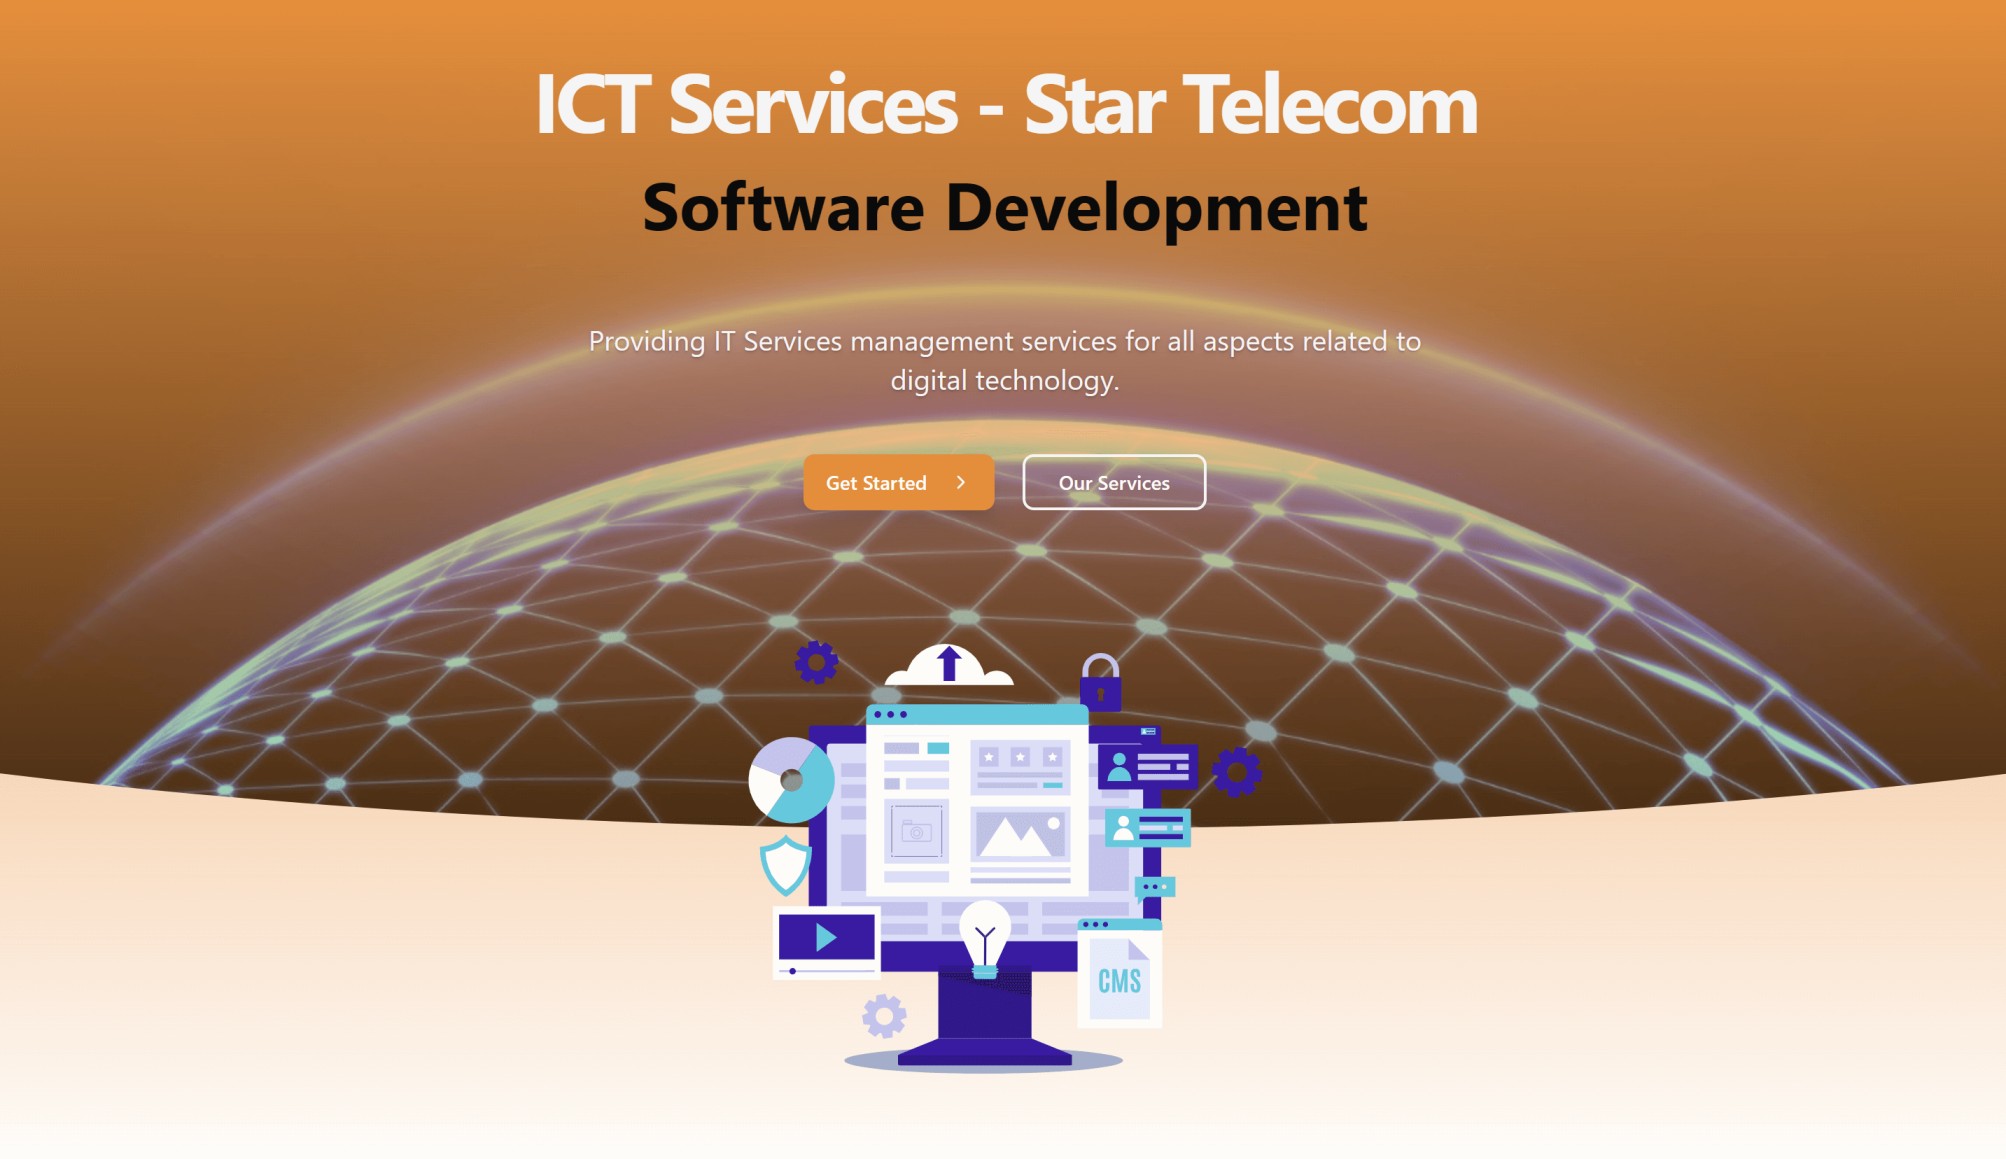 ICT Services - Star Telecom
Software Development
Providing IT Services management services for all aspects related to
digital technology.
Get Started
Our Services
CMS